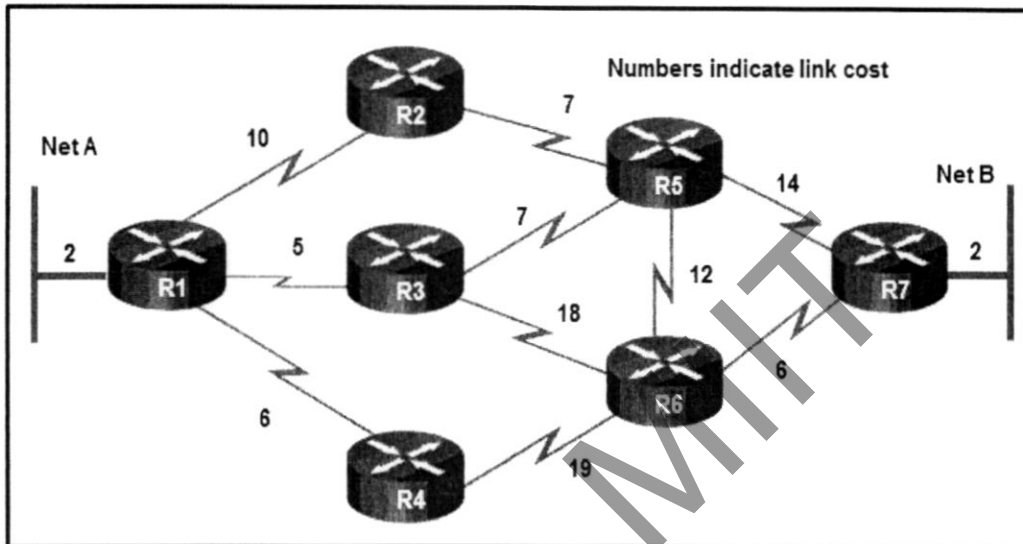 R2
Numbers indicate link cost
7
10
Net A
R5
14
Net B
2
R1
5
7
R3
12
R7
2
18
6
R6
6
19
R4
MIT